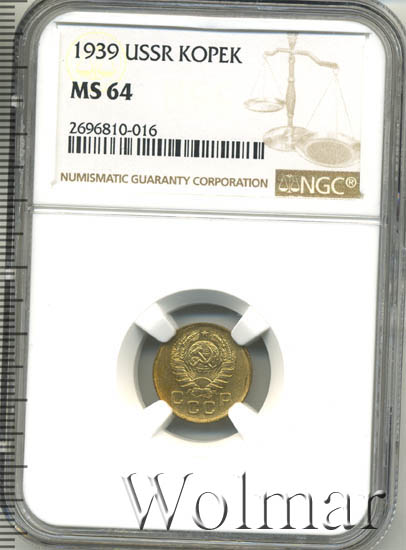 1939 USSR KOPEK
MS 64
2696810-016
NUMISMATIC GUARANTY CORPORATION NGC®
СССР
Wolmar